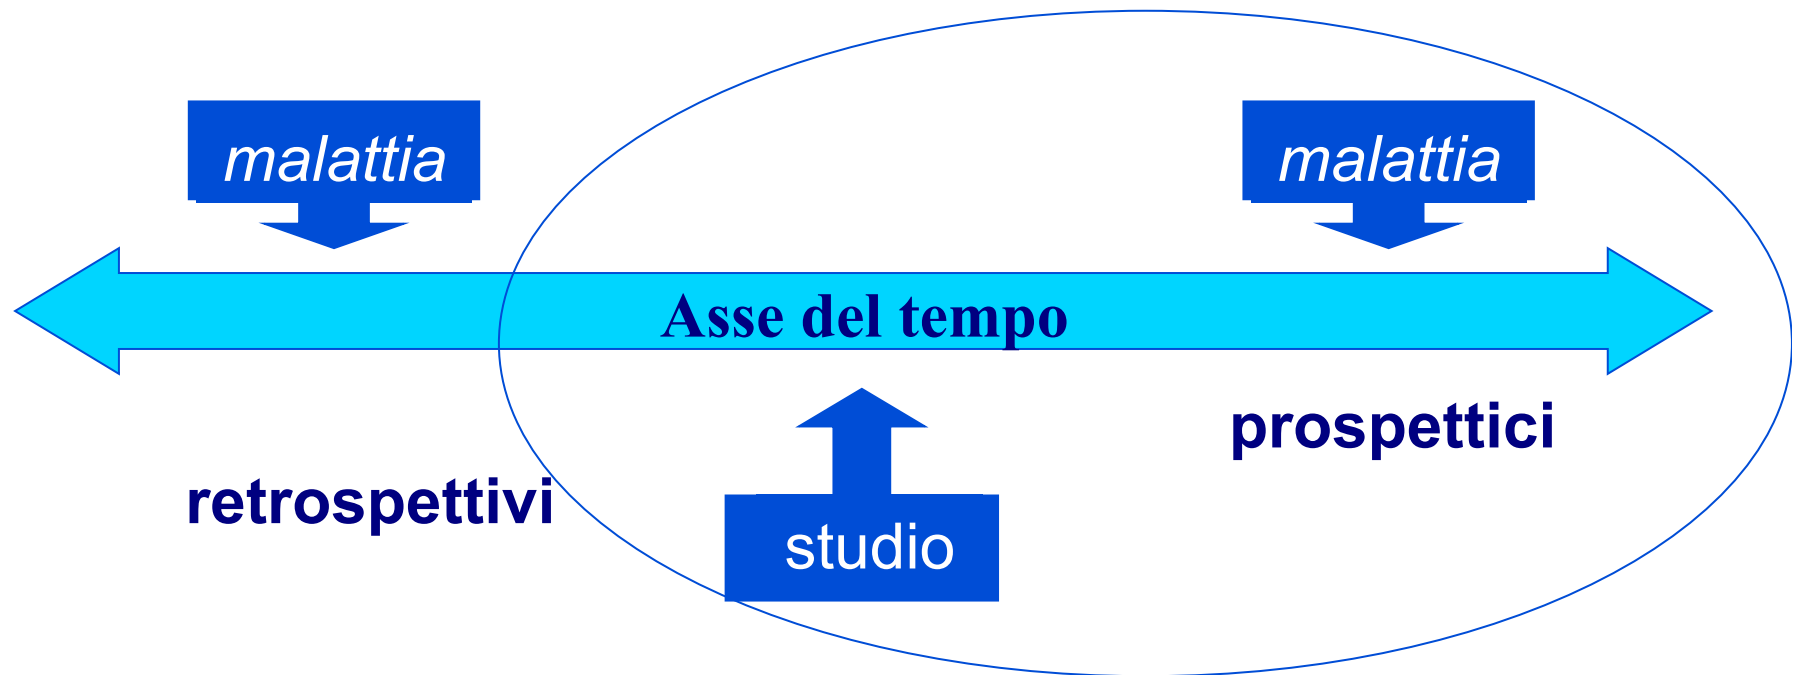 malattia
malattia
Asse del tempo
prospettici
retrospettivi
studio